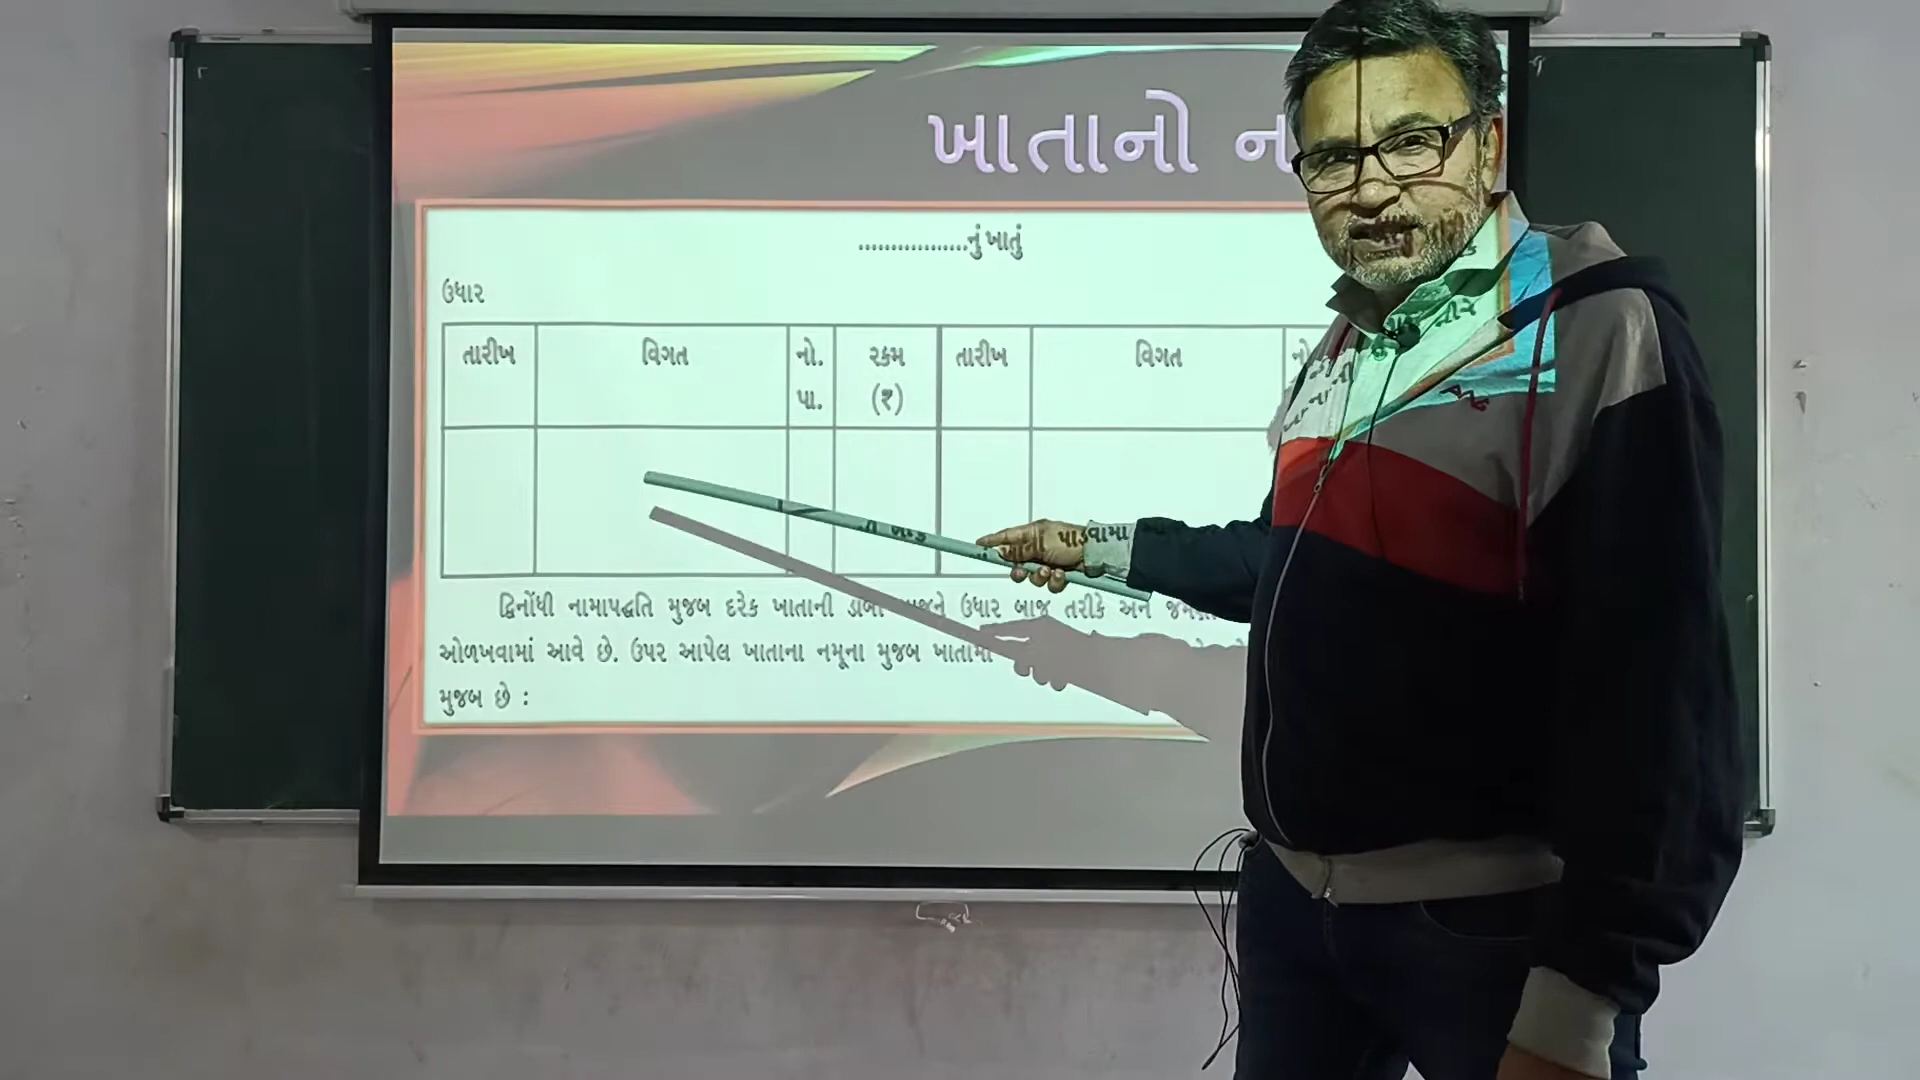 ખાતાનો
.................નું ખાતું
ઉધાર
તારીખ વિગત નો. પા. રકમ (₹) તારીખ વિગત
દ્વિનોંધી નામાપદ્ધતિ મુજબ દરેક ખાતાની ઉધાર બાજ તરીકે અને
ઓળખવામાં આવે છે. ઉપર આપેલ ખાતાના નમૂના મુજબ ખાતામાં
મુજબ છે :